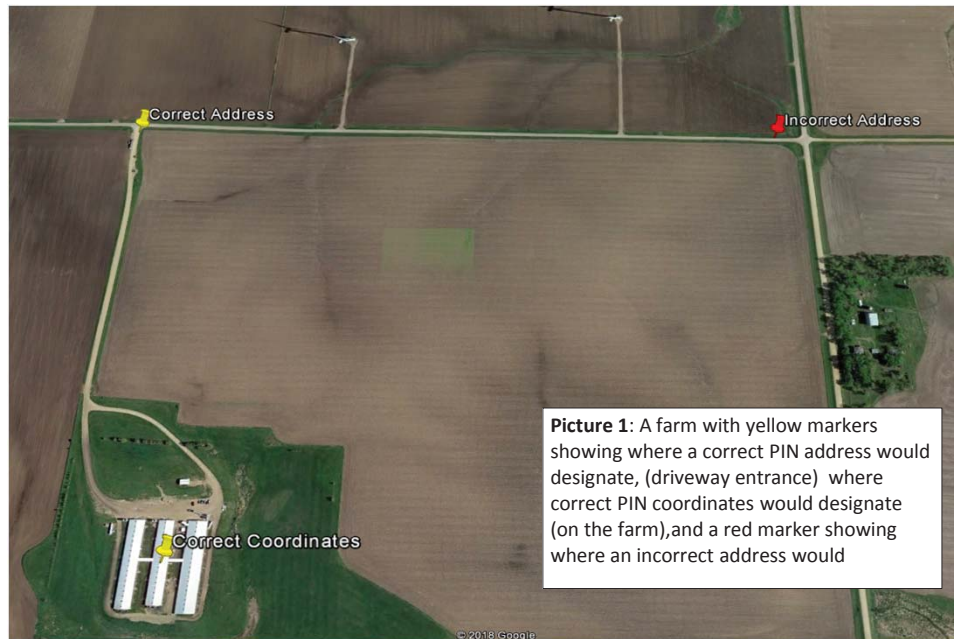 Correct Address
Incorrect Address
Picture 1: A farm with yellow markers
showing where a correct PIN address would
designate, (driveway entrance)  where
correct PIN coordinates would designate
(on the farm),and a red marker showing
where an incorrect address would
Correct Coordinates
© 2018 Google